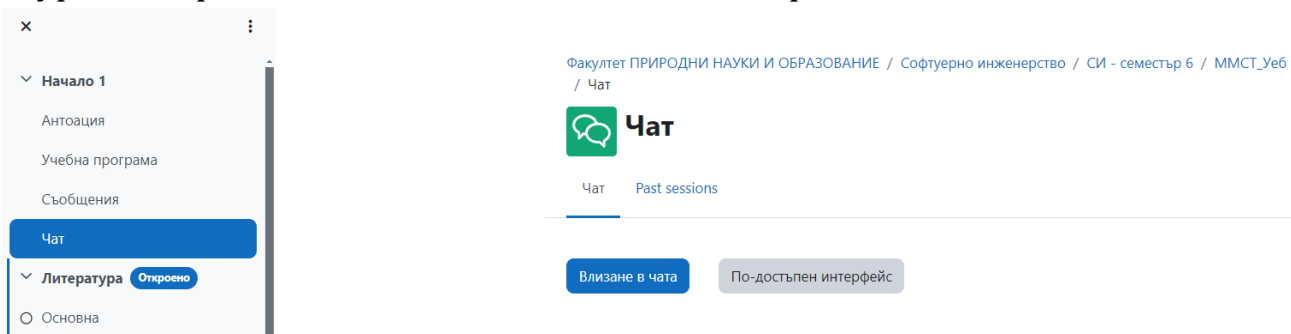 Начало 1
Антоация
Учебна програма
Съобщения
Чат
Литература Откроено
Основна
Факултет ПРИРОДНИ НАУКИ И ОБРАЗОВАНИЕ / Софтуерно инженерство / СИ - семестър 6 / ММСТ_Уеб
/ Чат
Чат
Чат Past sessions
Влизане в чата По-достъпен интерфейс